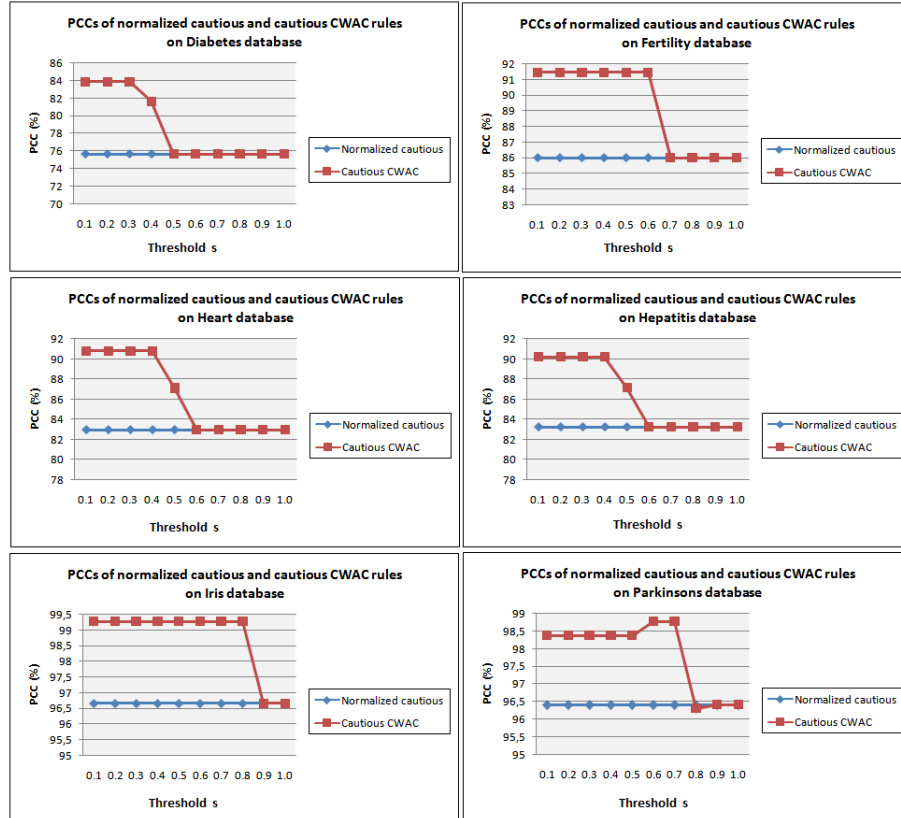 PCCs of normalized cautious and cautious CWAC rules
on Diabetes database
86
84
82
80
78
76
74
72
70
PCC (%)
0.1 0.2 0.3 0.4 0.5 0.6 0.7 0.8 0.9 1.0
Threshold s
Normalized cautious
Cautious CWAC
PCCs of normalized cautious and cautious CWAC rules
on Fertility database
92
91
90
89
88
87
86
85
84
83
PCC (%)
0.1 0.2 0.3 0.4 0.5 0.6 0.7 0.8 0.9 1.0
Threshold s
Normalized cautious
Cautious CWAC
PCCs of normalized cautious and cautious CWAC rules
on Heart database
92
90
88
86
84
82
80
78
PCC (%)
0.1 0.2 0.3 0.4 0.5 0.6 0.7 0.8 0.9 1.0
Threshold s
Normalized cautious
Cautious CWAC
PCCs of normalized cautious and cautious CWAC rules
on Hepatitis database
92
90
88
86
84
82
80
78
PCC (%)
0.1 0.2 0.3 0.4 0.5 0.6 0.7 0.8 0.9 1.0
Threshold s
Normalized cautious
Cautious CWAC
PCCs of normalized cautious and cautious CWAC rules
on Iris database
99,5
99
98,5
98
97,5
97
96,5
96
95,5
95
PCC (%)
0.1 0.2 0.3 0.4 0.5 0.6 0.7 0.8 0.9 1.0
Threshold s
Normalized cautious
Cautious CWAC
PCCs of normalized cautious and cautious CWAC rules
on Parkinsons database
99
98,5
98
97,5
97
96,5
96
95,5
95
PCC (%)
0.1 0.2 0.3 0.4 0.5 0.6 0.7 0.8 0.9 1.0
Threshold s
Normalized cautious
Cautious CWAC